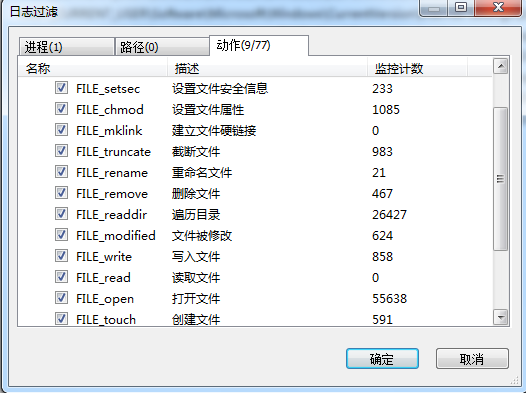 日志过滤
进程(1) 路径(0) 动作(9/77)
名称 描述 监控计数
FILE_setsec 设置文件安全信息 233
FILE_chmod 设置文件属性 1085
FILE_mklink 建立文件硬链接 0
FILE_truncate 截断文件 983
FILE_rename 重命名文件 21
FILE_remove 删除文件 467
FILE_readdir 遍历目录 26427
FILE_modified 文件被修改 624
FILE_write 写入文件 858
FILE_read 读取文件 0
FILE_open 打开文件 55638
FILE_touch 创建文件 591
确定 取消